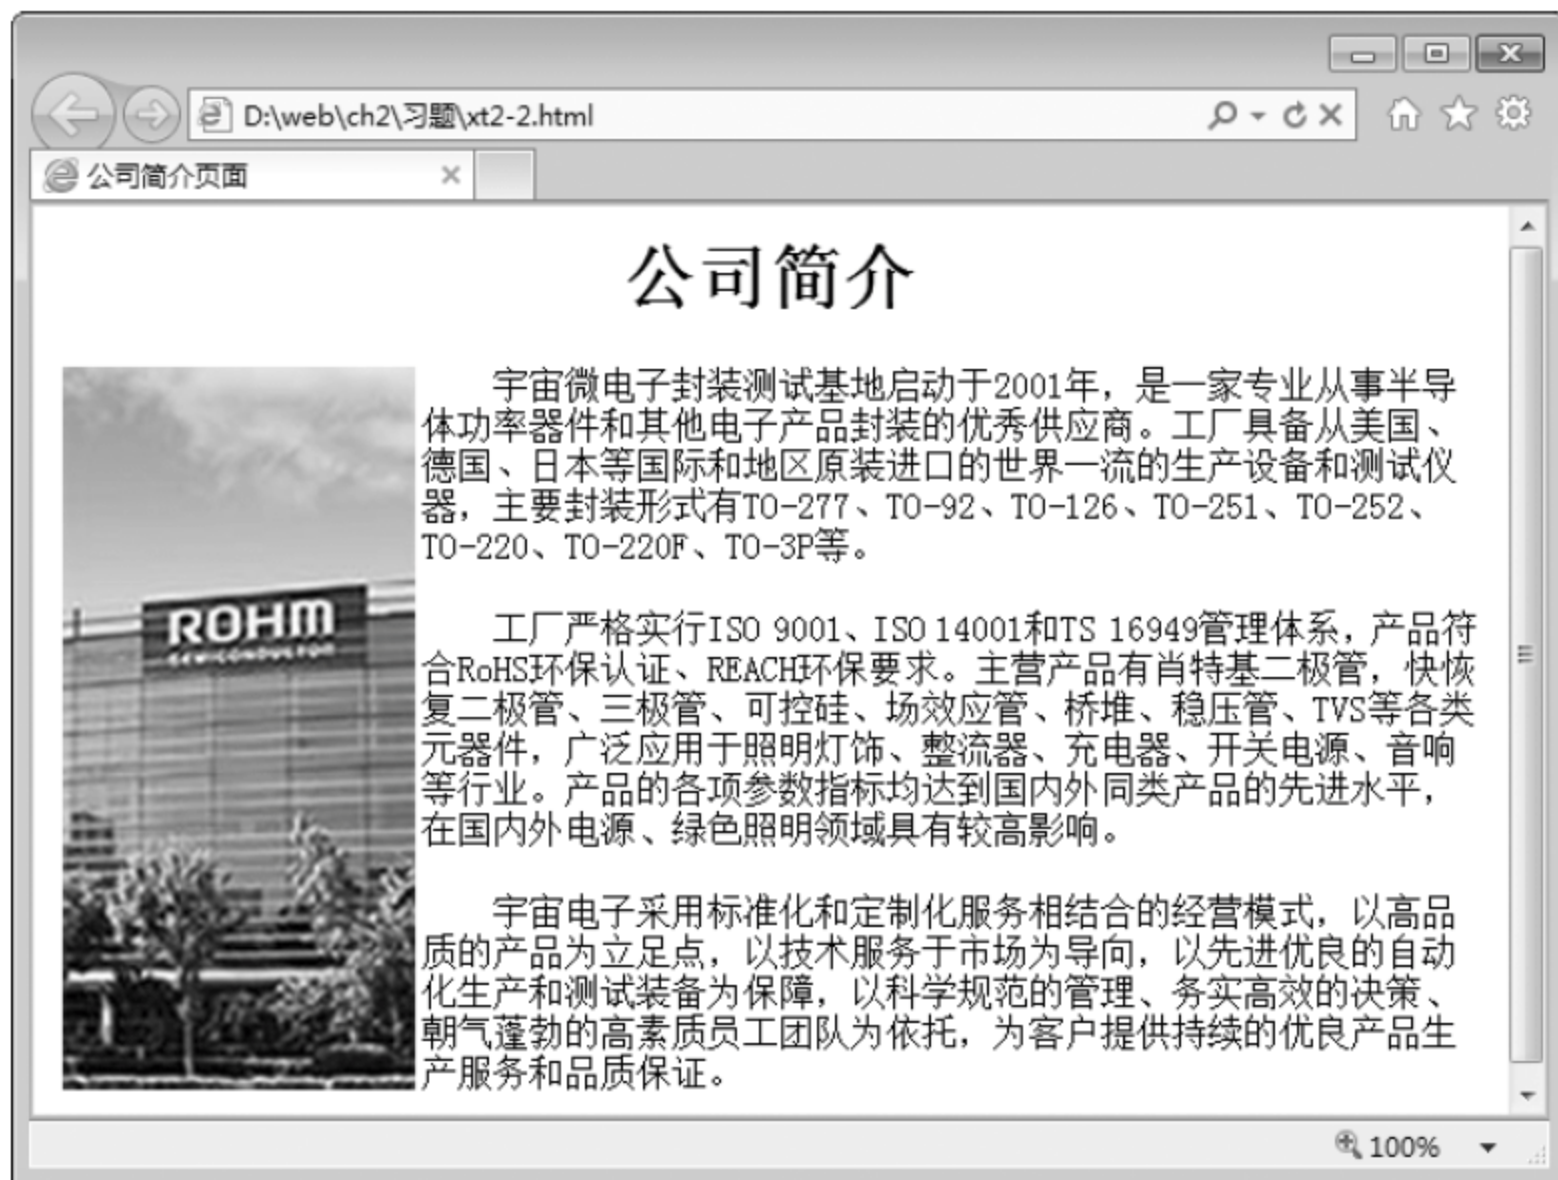 D:\web\ch2\习题\xt2-2.html
公司简介页面
公司简介
宇宙微电子封装测试基地启动于2001年，是一家专业从事半导
体功率器件和其他电子产品封装的优秀供应商。工厂具备从美国、
德国、日本等国际和地区原装进口的世界一流的生产设备和测试仪
器，主要封装形式有TO-277、TO-92、TO-126、TO-251、TO-252、
TO-220、TO-220F、TO-3P等。
工厂严格实行ISO 9001、ISO 14001和TS 16949管理体系，产品符
合RoHS环保认证、REACH环保要求。主营产品有肖特基二极管，快恢
复二极管、三极管、可控硅、场效应管、桥堆、稳压管、TVS等各类
元器件，广泛应用于照明灯饰、整流器、充电器、开关电源、音响
等行业。产品的各项参数指标均达到国内外同类产品的先进水平，
在国内外电源、绿色照明领域具有较高影响。
宇宙电子采用标准化和定制化服务相结合的经营模式，以高品
质的产品为立足点，以技术服务于市场为导向，以先进优良的自动
化生产和测试装备为保障，以科学规范的管理、务实高效的决策、
朝气蓬勃的高素质员工团队为依托，为客户提供持续的优良产品生
产服务和品质保证。
ROHM
SEMICONDUCTOR
100%